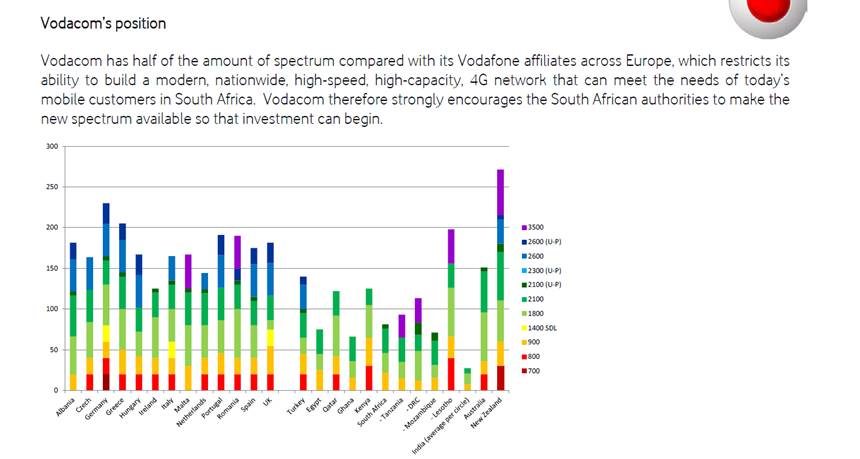 Vodacom's position
Vodacom has half of the amount of spectrum compared with its Vodafone affiliates across Europe, which restricts its
ability to build a modern, nationwide, high-speed, high-capacity, 4G network that can meet the needs of today's
mobile customers in South Africa. Vodacom therefore strongly encourages the South African authorities to make the
new spectrum available so that investment can begin.
300
250
200
150
100
50
0
Albania
Czech
Germany
Greece
Hungary
Ireland
Italy
Malta
Netherlands
Portugal
Romania
Spain
UK
Turkey
Egypt
Qatar
Ghana
Kenya
South Africa
- Tanzania
- DRC
- Mozambique
- Lesotho
India (average per circle)
Australia
New Zealand
3500
2600 (U-P)
2600
2300 (U-P)
2100 (U-P)
2100
1800
1400 SDL
900
800
700